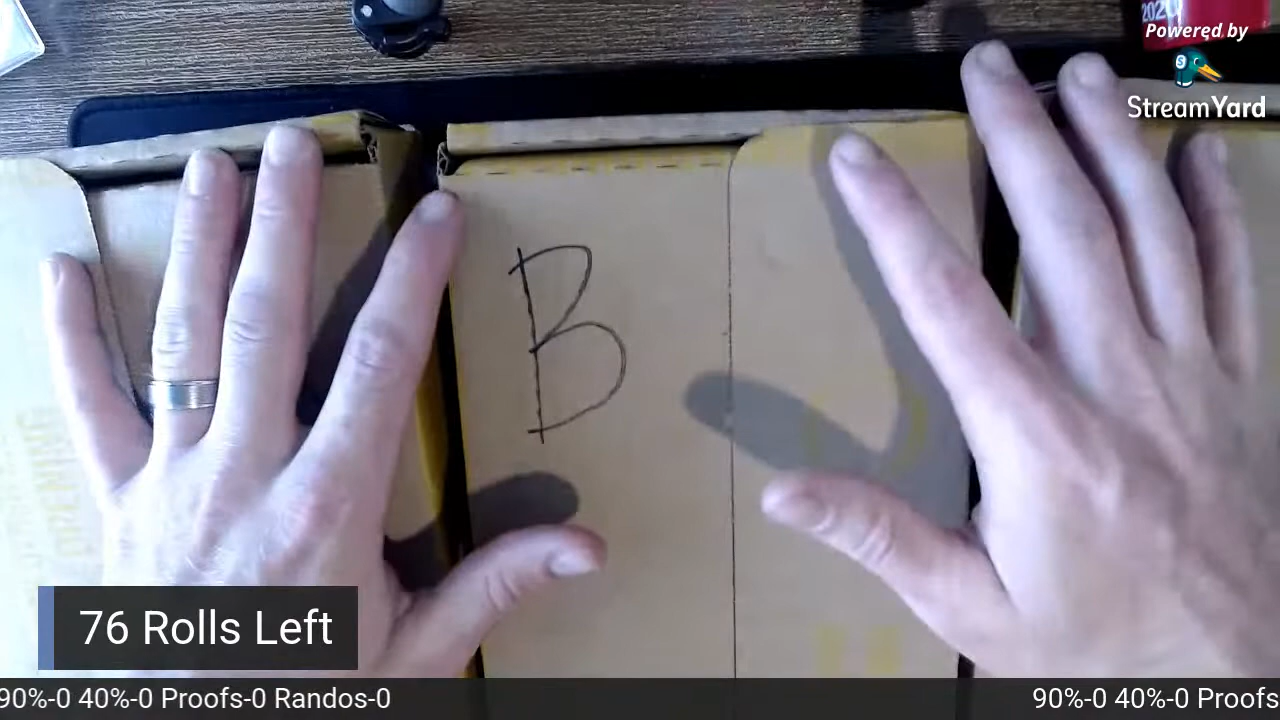 2020
Powered by
StreamYard
B
76 Rolls Left
90%-0 40%-0 Proofs-0 Randos-0
90%-0 40%-0 Proofs